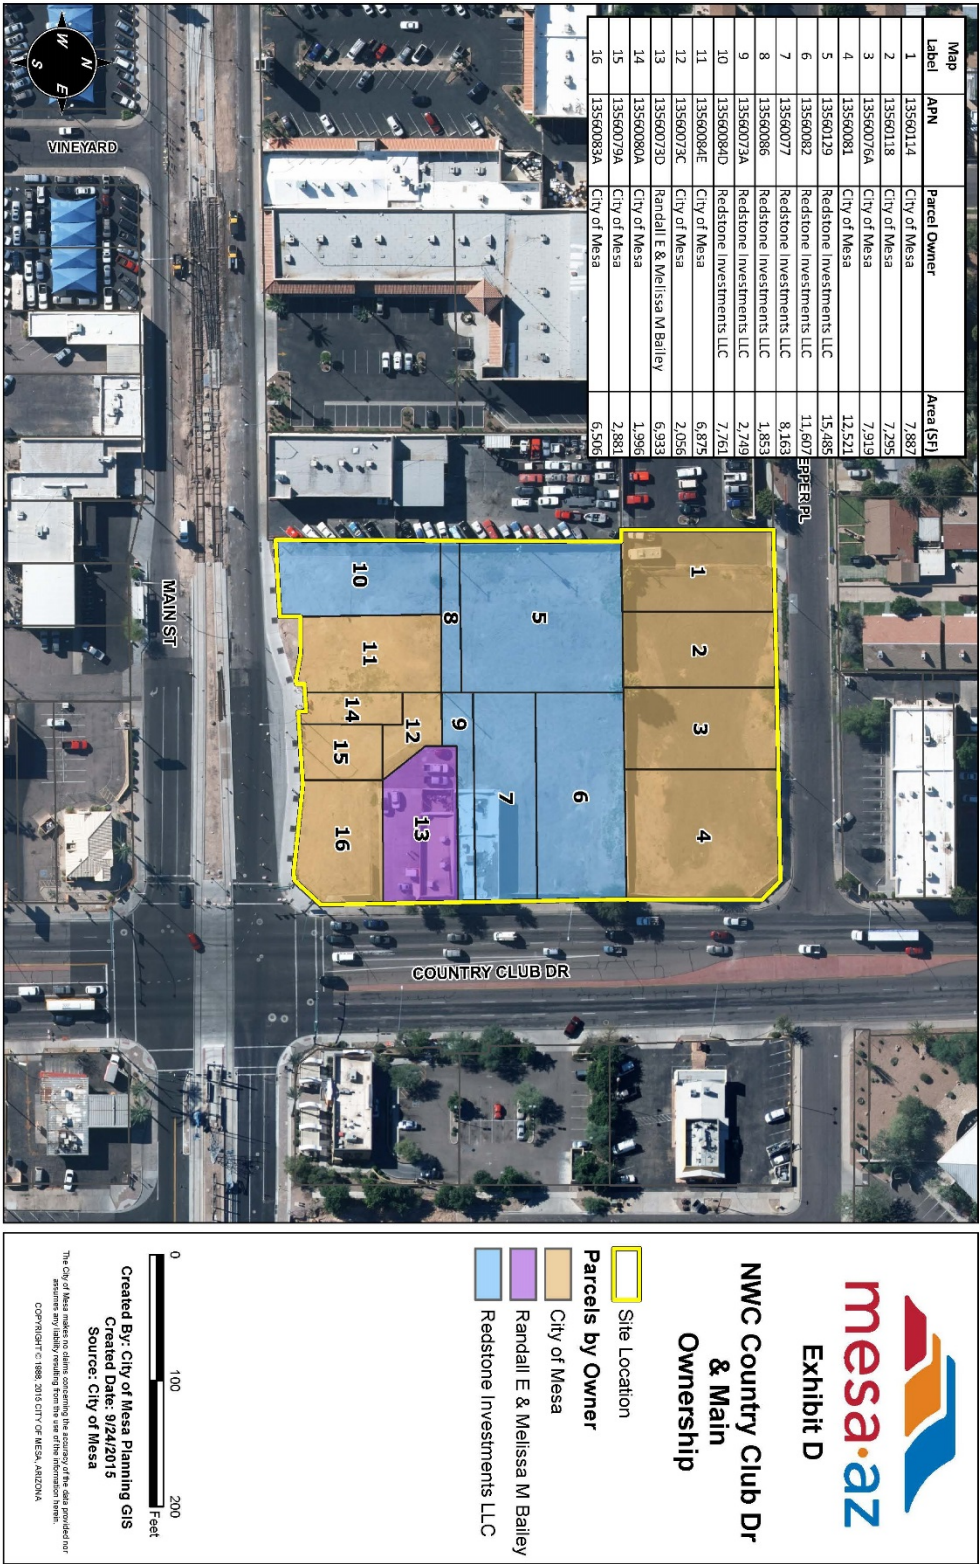 Map Label APN Parcel Owner Area (SF)
1 13560114 City of Mesa 7,887
2 13560118 City of Mesa 7,295
3 13560076A City of Mesa 7,919
4 13560081 City of Mesa 12,521
5 13560129 Redstone Investments LLC 15,485
6 13560082 Redstone Investments LLC 11,607
7 13560077 Redstone Investments LLC 8,163
8 13560086 Redstone Investments LLC 1,853
9 13560073A Redstone Investments LLC 2,749
10 13560084D Redstone Investments LLC 7,761
11 13560084E City of Mesa 6,875
12 13560073C City of Mesa 2,056
13 13560073D Randall E & Melissa M Bailey 6,933
14 13560080A City of Mesa 1,996
15 13560079A City of Mesa 2,881
16 13560083A City of Mesa 6,506
EPPER PL
1
2
3
4
5
6
7
8
9
10
11
12
13
14
15
16
VINEYARD
MAIN ST
COUNTRY CLUB DR
N
E
S
W
mesa·az
Exhibit D
NWC Country Club Dr
& Main
Ownership
Site Location
Parcels by Owner
City of Mesa
Randall E & Melissa M Bailey
Redstone Investments LLC
0 100 200
Feet
Created By: City of Mesa Planning GIS
Created Date: 9/24/2015
Source: City of Mesa
The City of Mesa makes no claims concerning the accuracy of the data provided nor
assumes any liability resulting from the use of the information herein.
COPYRIGHT © 1988, 2015 CITY OF MESA, ARIZONA